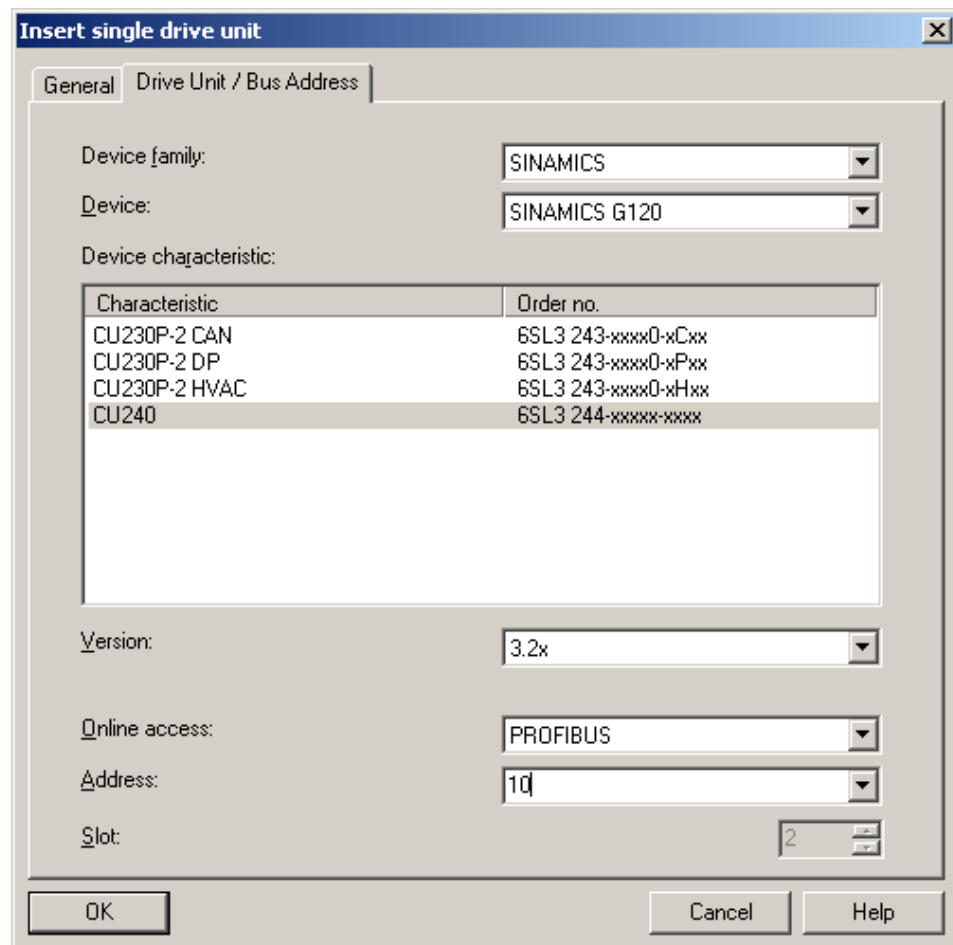 Insert single drive unit
General Drive Unit / Bus Address
Device family: SINAMICS
Device: SINAMICS G120
Device characteristic:
Characteristic Order no.
CU230P-2 CAN 6SL3 243-xxxx0-xCxx
CU230P-2 DP 6SL3 243-xxxx0-xPxx
CU230P-2 HVAC 6SL3 243-xxxx0-xHxx
CU240 6SL3 244-xxxxx-xxxx
Version: 3.2x
Online access: PROFIBUS
Address: 10
Slot: 2
OK Cancel Help